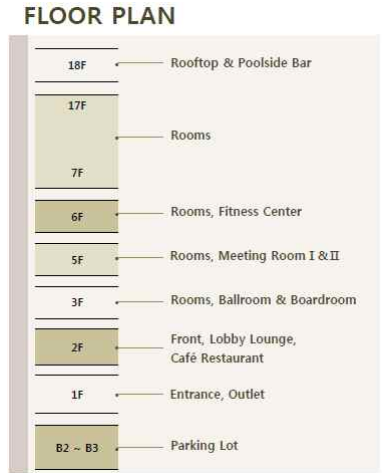 FLOOR PLAN
18F Rooftop & Poolside Bar
17F
Rooms
7F
6F Rooms, Fitness Center
5F Rooms, Meeting Room Ⅰ & Ⅱ
3F Rooms, Ballroom & Boardroom
2F Front, Lobby Lounge,
Café Restaurant
1F Entrance, Outlet
B2 ~ B3 Parking Lot